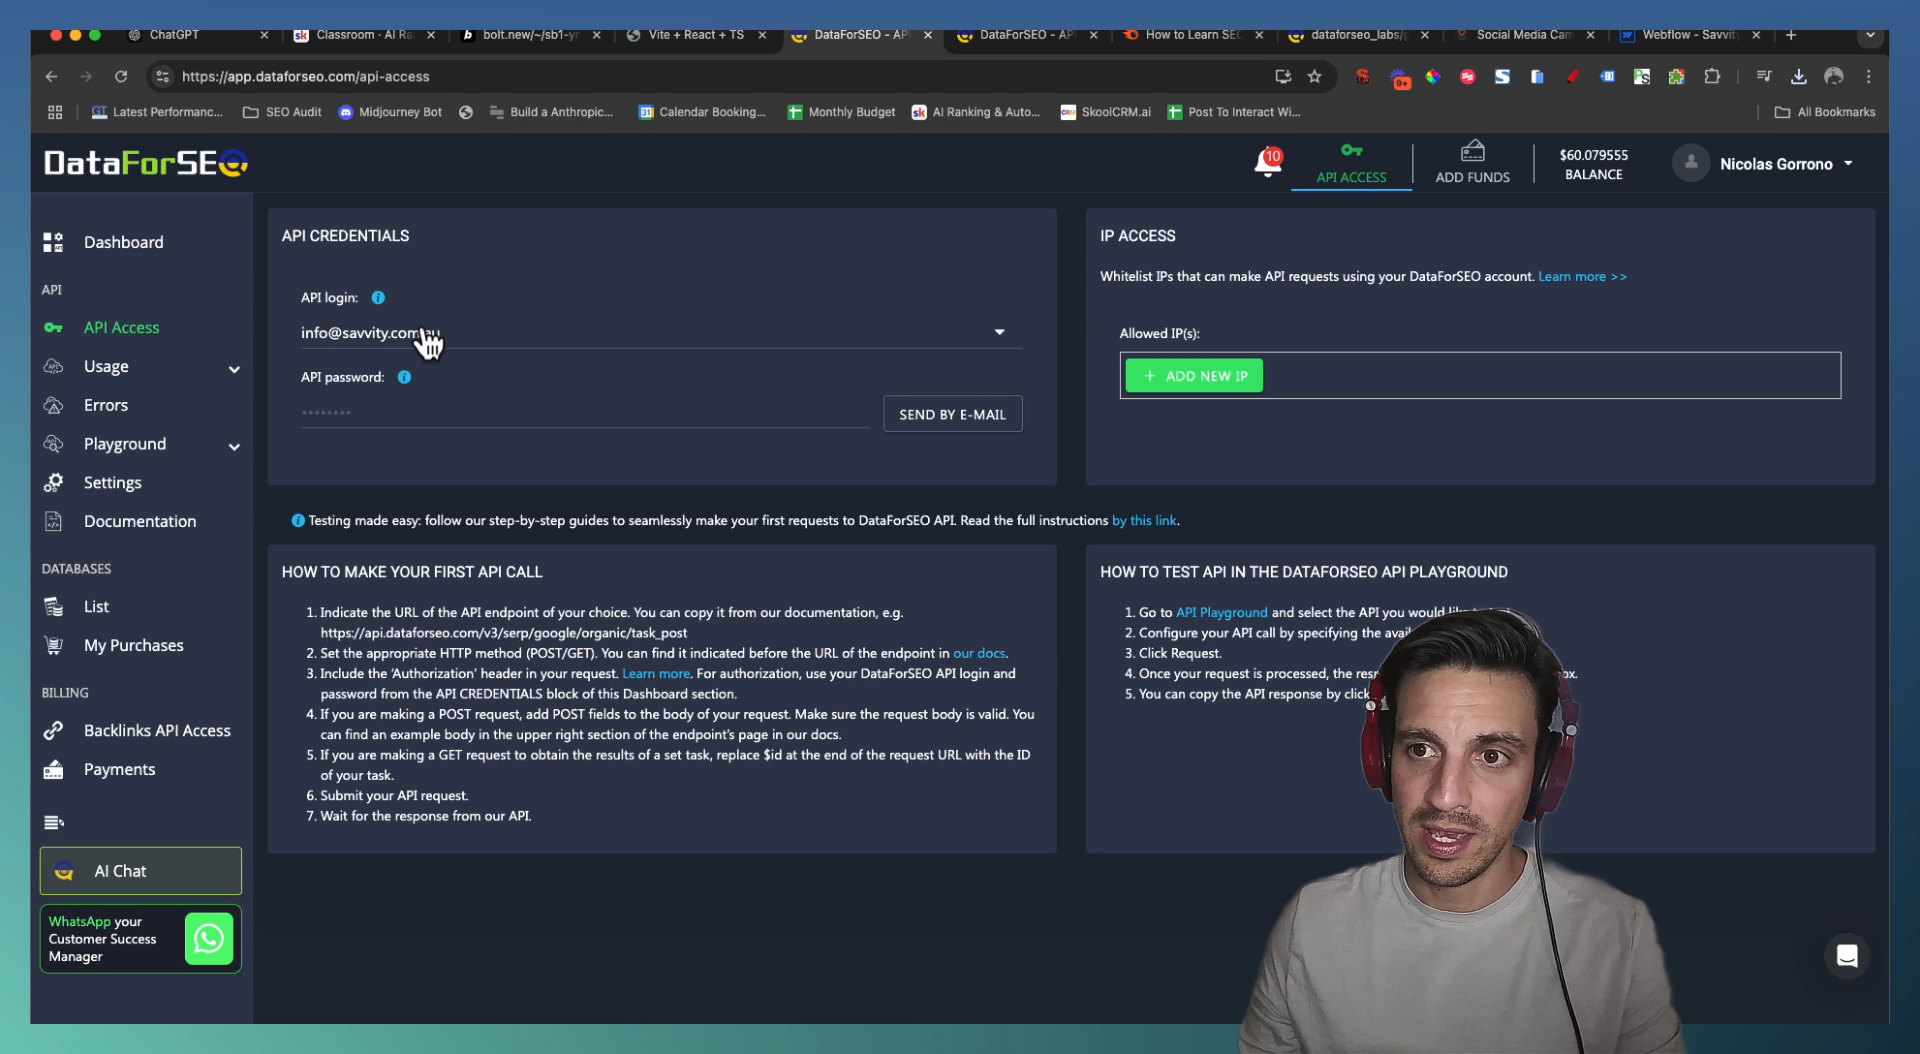 ChatGPT
Classroom · AI Ra
bolt.new/~/sb1-yr
Vite + React + TS
DataForSEO - AP
DataForSEO - API
How to Learn SEC
dataforseo_labs/g
Social Media Cam
Webflow - Savvit
https://app.dataforseo.com/api-access
9+
Latest Performanc...
SEO Audit
Midjourney Bot
Build a Anthropic...
Calendar Booking...
Monthly Budget
AI Ranking & Auto...
SkoolCRM.ai
Post To Interact Wi...
All Bookmarks
DataForSEO
10
API ACCESS
ADD FUNDS
$60.079555
BALANCE
Nicolas Gorrono
Dashboard
API
API Access
Usage
Errors
Playground
Settings
Documentation
DATABASES
List
My Purchases
BILLING
Backlinks API Access
Payments
AI Chat
WhatsApp your
Customer Success
Manager
API CREDENTIALS
API login:
info@savvity.com.au
API password:
SEND BY E-MAIL
IP ACCESS
Whitelist IPs that can make API requests using your DataForSEO account. Learn more >>
Allowed IP(s):
+ ADD NEW IP
Testing made easy: follow our step-by-step guides to seamlessly make your first requests to DataForSEO API. Read the full instructions by this link.
HOW TO MAKE YOUR FIRST API CALL
1. Indicate the URL of the API endpoint of your choice. You can copy it from our documentation, e.g.
https://api.dataforseo.com/v3/serp/google/organic/task_post
2. Set the appropriate HTTP method (POST/GET). You can find it indicated before the URL of the endpoint in our docs.
3. Include the 'Authorization' header in your request. Learn more. For authorization, use your DataForSEO API login and
password from the API CREDENTIALS block of this Dashboard section.
4. If you are making a POST request, add POST fields to the body of your request. Make sure the request body is valid. You
can find an example body in the upper right section of the endpoint's page in our docs.
5. If you are making a GET request to obtain the results of a set task, replace $id at the end of the request URL with the ID
of your task.
6. Submit your API request.
7. Wait for the response from our API.
HOW TO TEST API IN THE DATAFORSEO API PLAYGROUND
1. Go to API Playground and select the API you would
2. Configure your API call by specifying the
3. Click Request.
4. Once your request is processed, the
5. You can copy the API response by